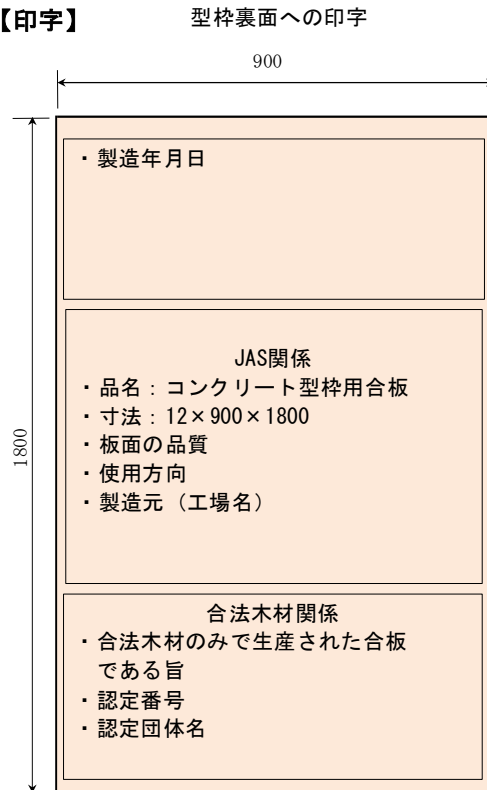 【印字】 型枠裏面への印字
900
・製造年月日
1800
JAS関係
・品名：コンクリート型枠用合板
・寸法：12×900×1800
・板面の品質
・使用方向
・製造元（工場名）
合法木材関係
・合法木材のみで生産された合板
である旨
・認定番号
・認定団体名